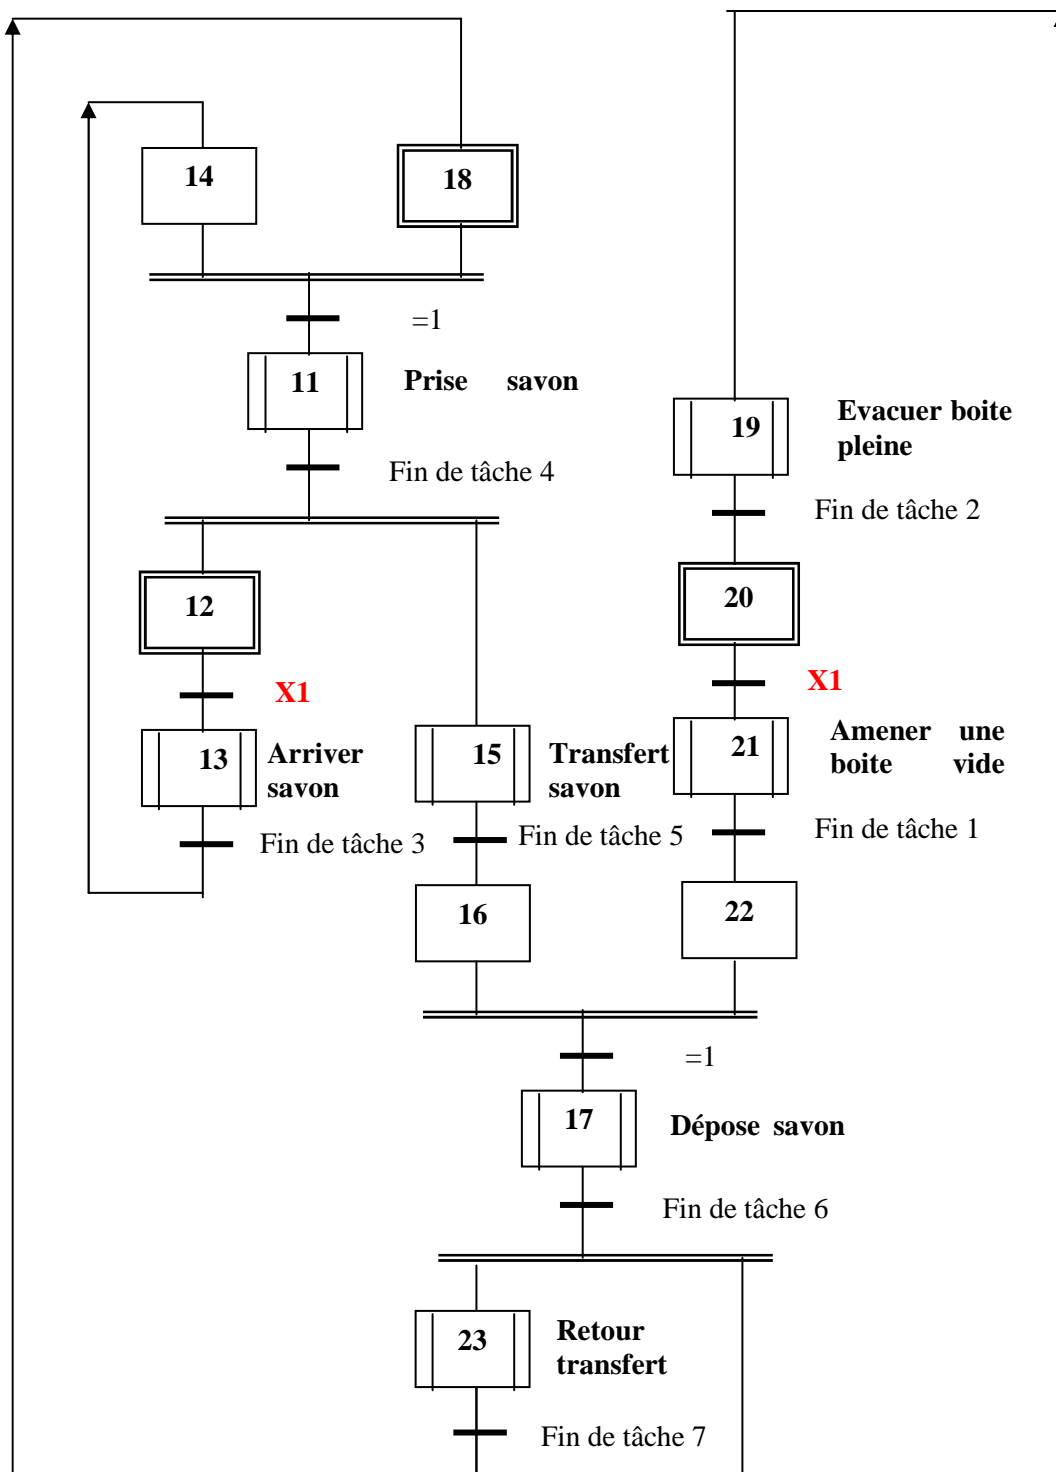 14
18
=1
11
Prise savon
Fin de tâche 4
19
Evacuer boite
pleine
Fin de tâche 2
12
20
X1
X1
13
Arriver
savon
15
Transfert
savon
21
Amener une
boite vide
Fin de tâche 3
Fin de tâche 5
Fin de tâche 1
16
22
=1
17
Dépose savon
Fin de tâche 6
23
Retour
transfert
Fin de tâche 7